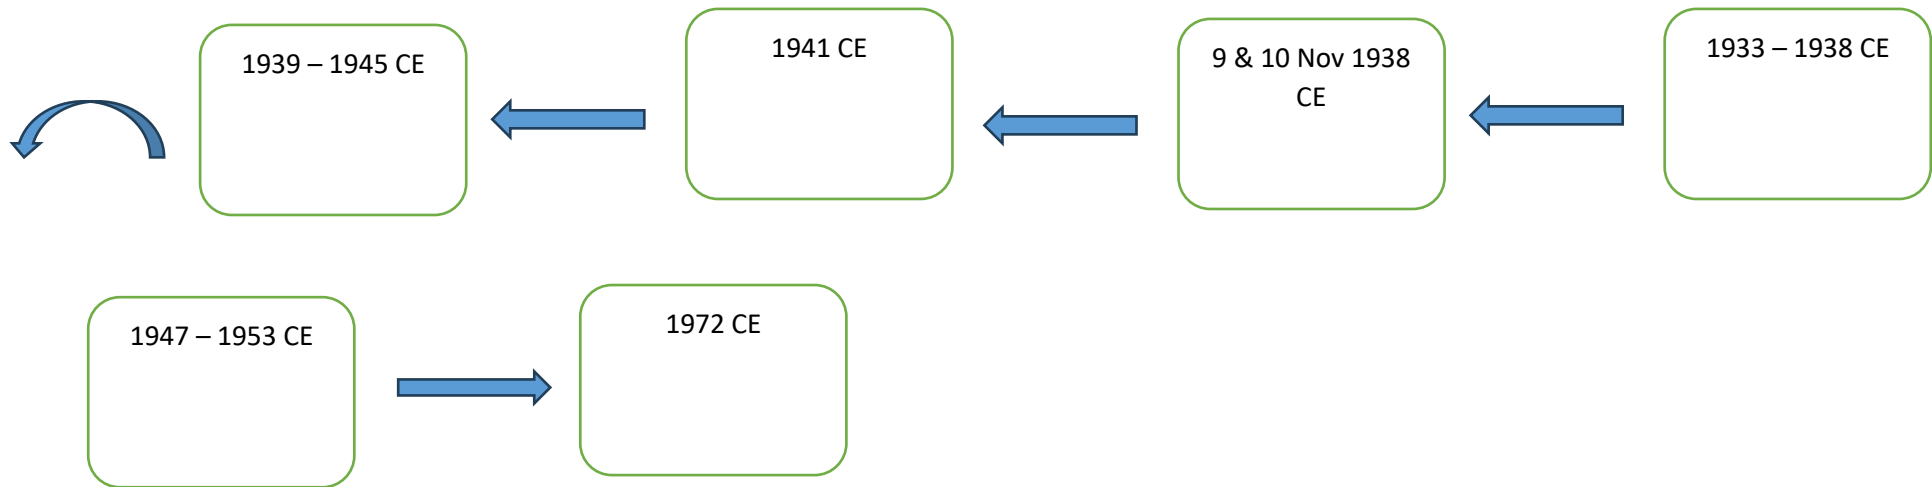 1939 – 1945 CE
1941 CE
9 & 10 Nov 1938
CE
1933 – 1938 CE
1947 – 1953 CE
1972 CE